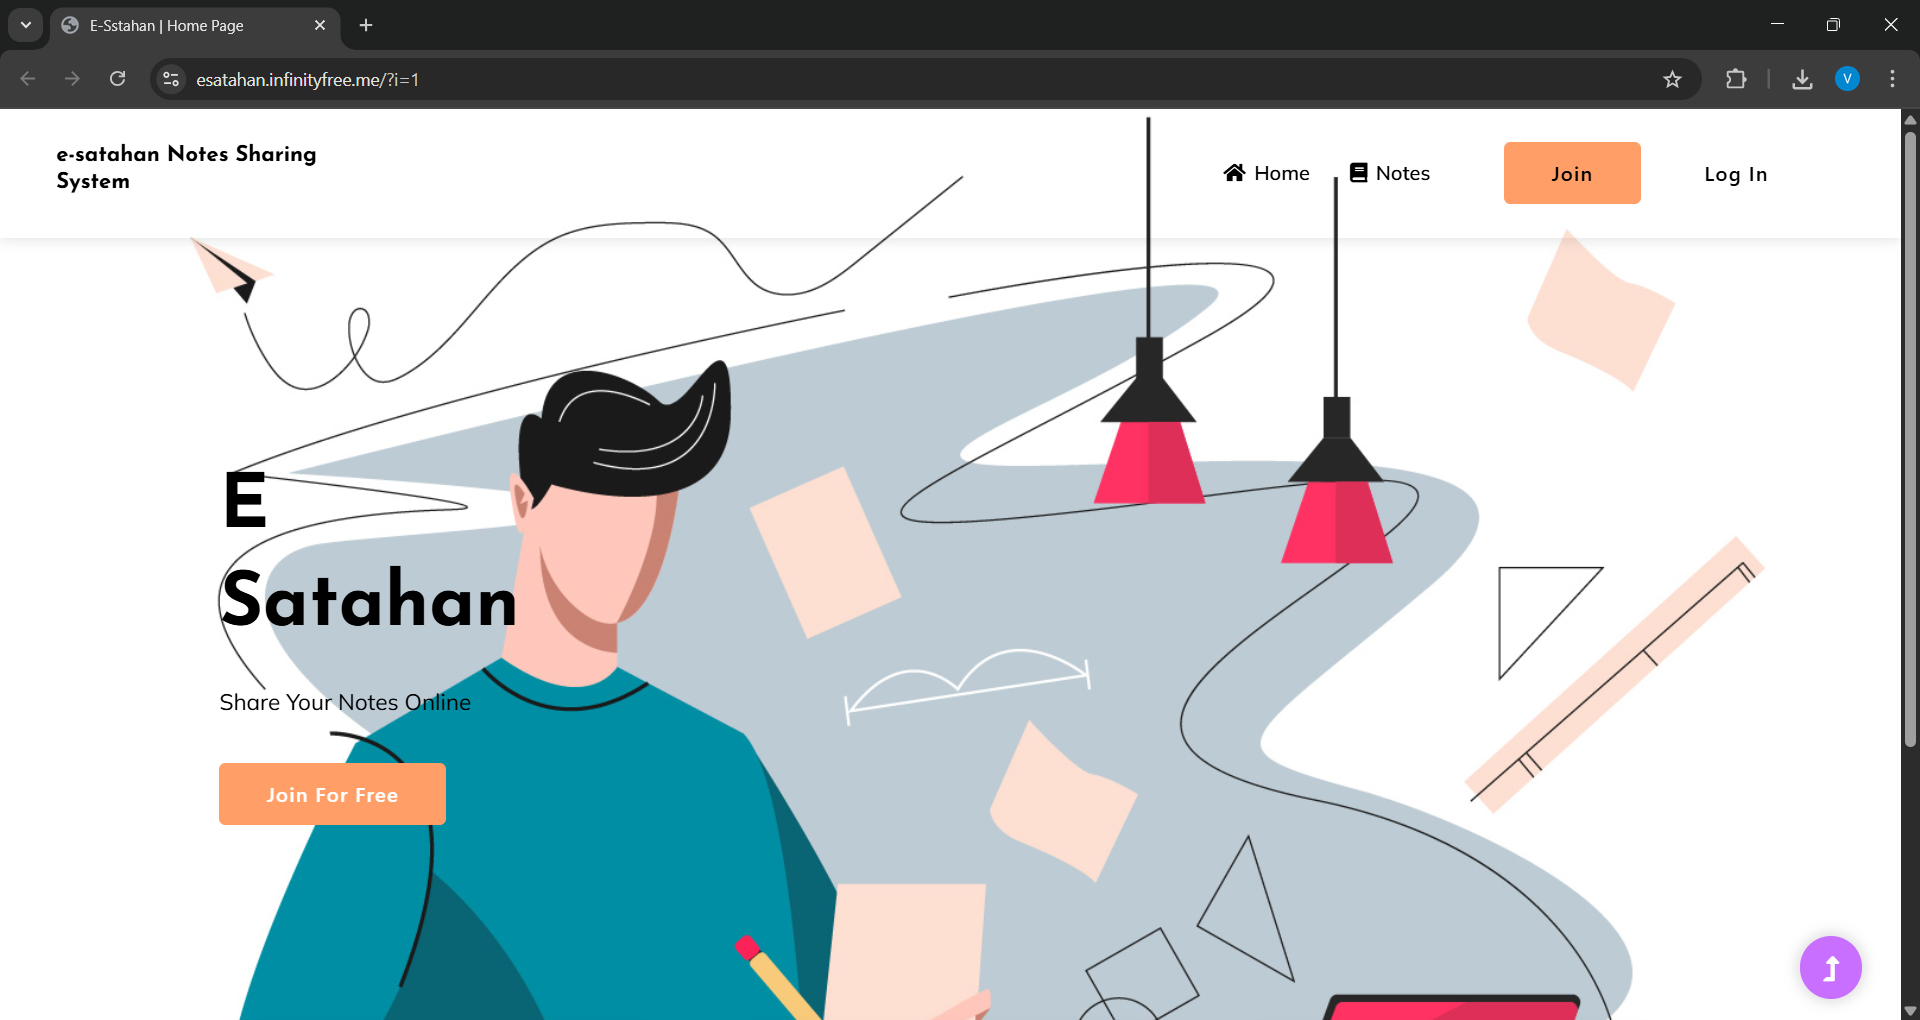 E-Sstahan | Home Page
esatahan.infinityfree.me/?i=1
V
e-satahan Notes Sharing
System
Home
Notes
Join
Log In
E
Satahan
Share Your Notes Online
Join For Free